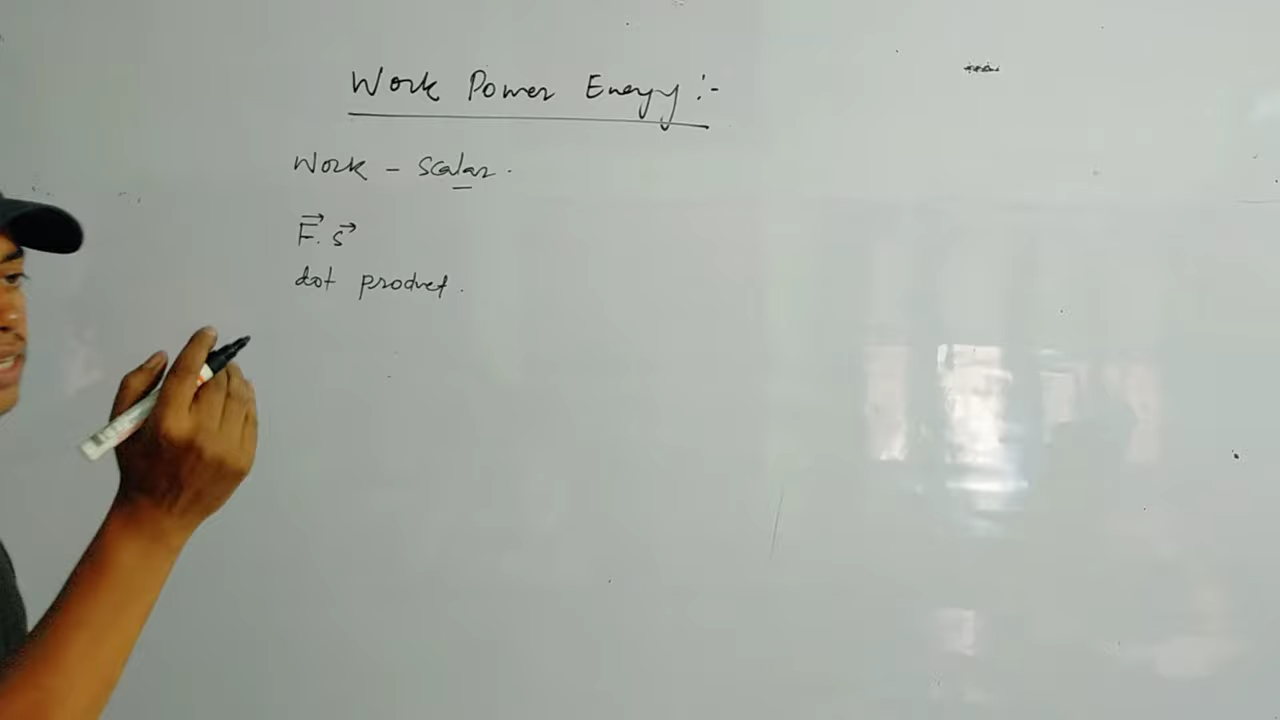 Work Power Energy :-
Work - scalar.
F⃗. s⃗
dot product.